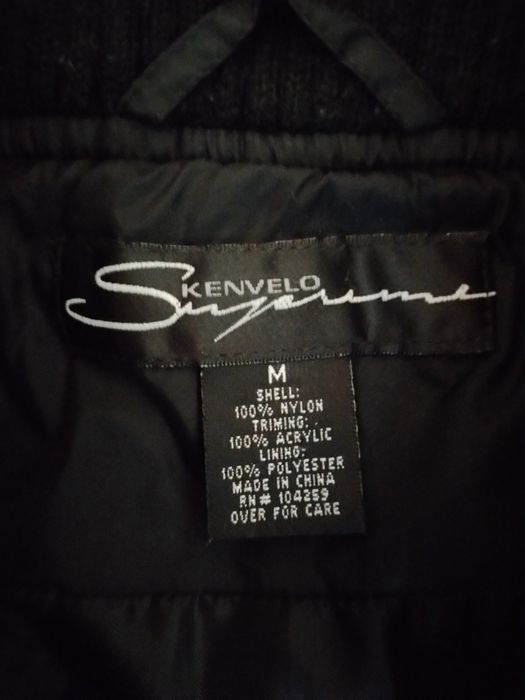 KENVELO
Supreme
M
SHELL:
100% NYLON
TRIMING:
100% ACRYLIC
LINING:
100% POLYESTER
MADE IN CHINA
RN# 104259
OVER FOR CARE